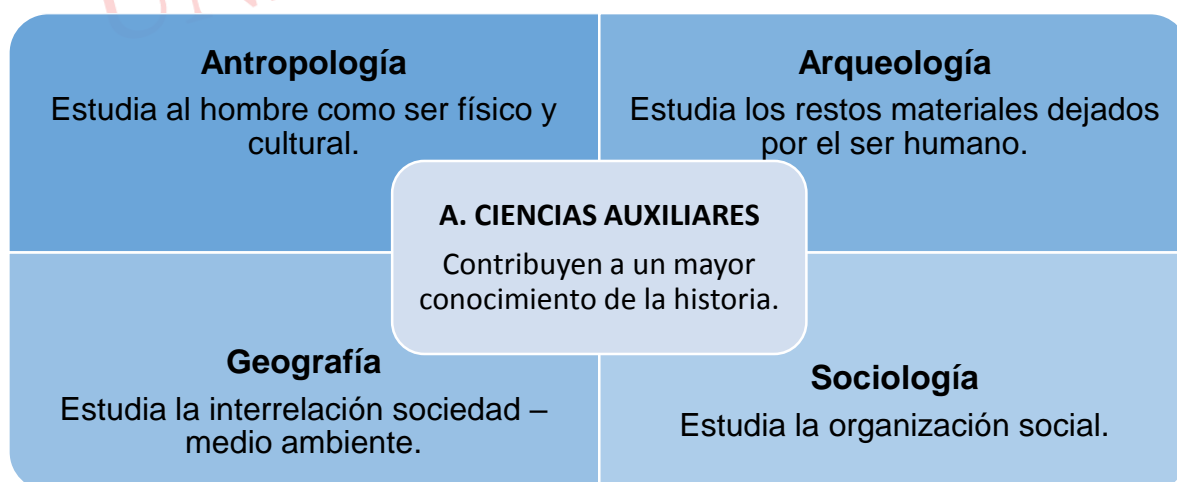 Antropología
Estudia al hombre como ser físico y
cultural.
Arqueología
Estudia los restos materiales dejados
por el ser humano.
A. CIENCIAS AUXILIARES
Contribuyen a un mayor
conocimiento de la historia.
Geografía
Estudia la interrelación sociedad –
medio ambiente.
Sociología
Estudia la organización social.